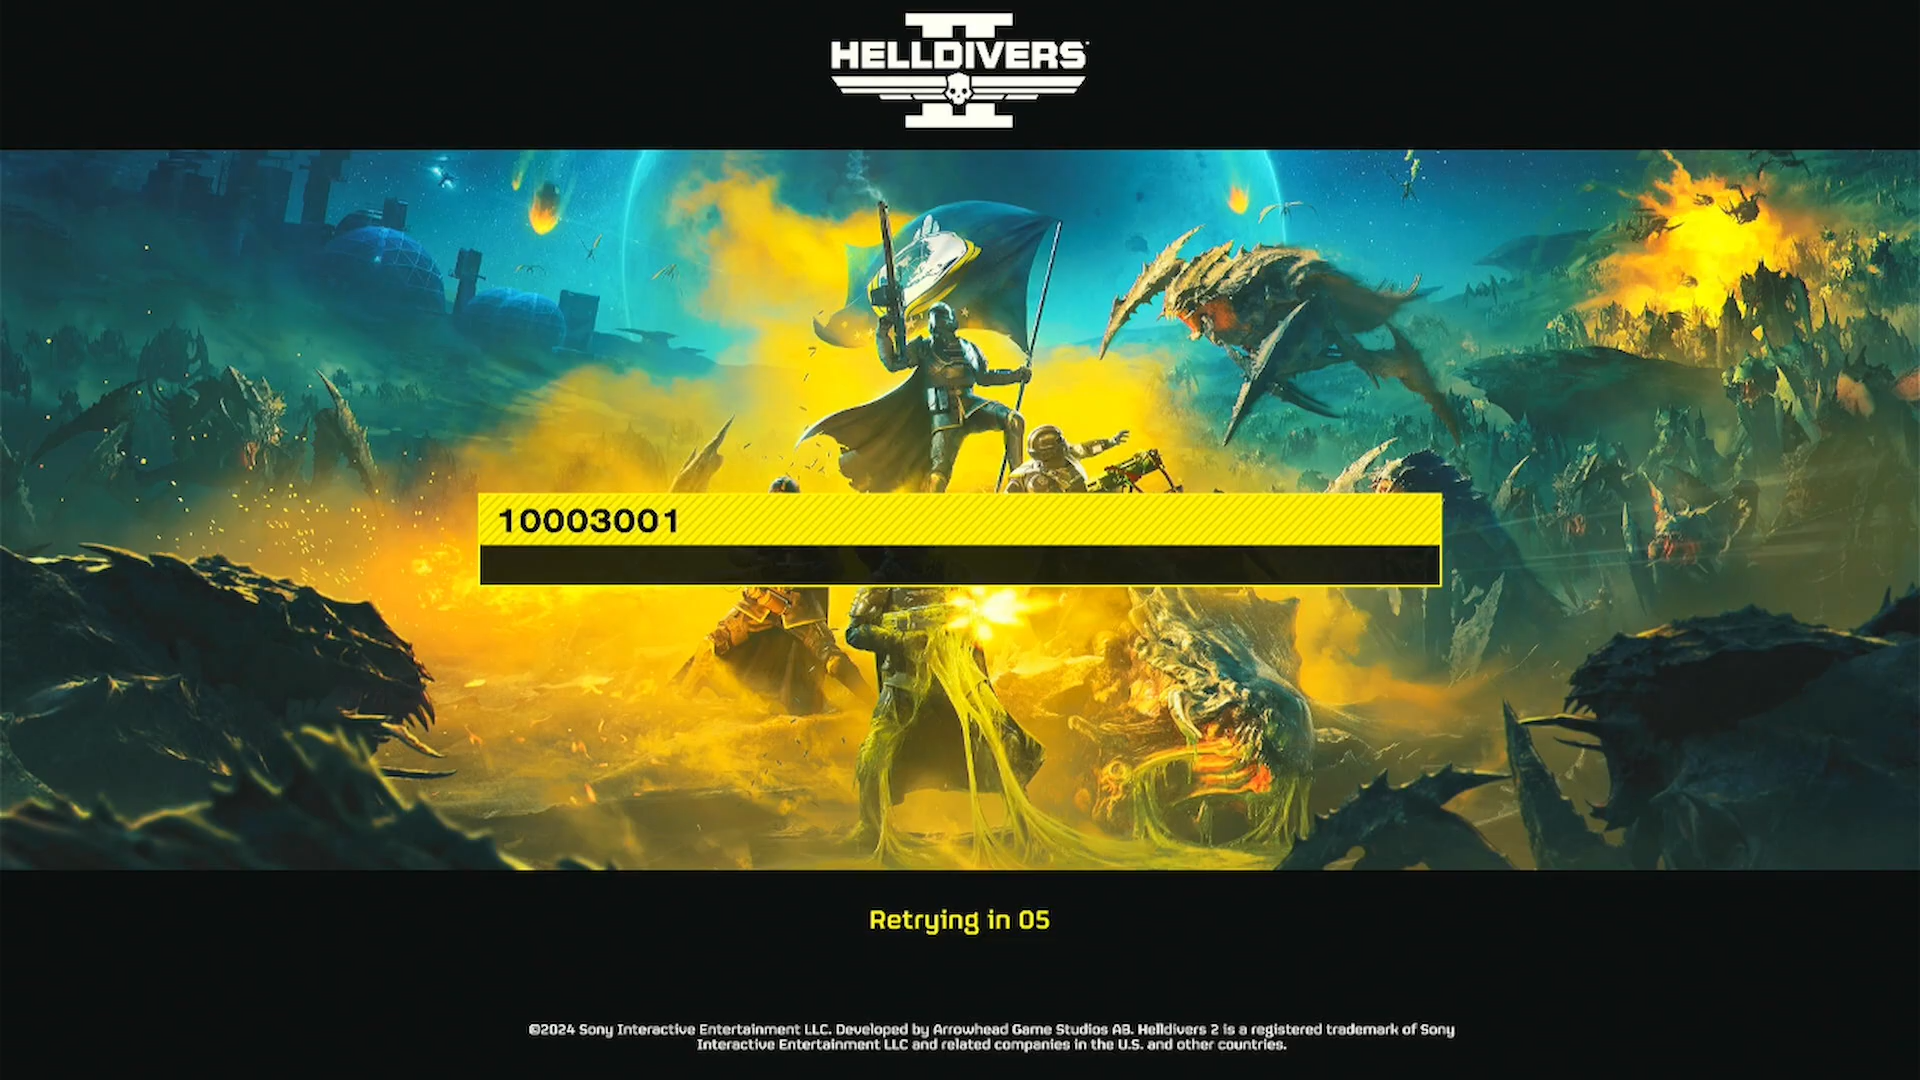 HELLDIVERS
II
10003001
Retrying in 05
©2024 Sony Interactive Entertainment LLC. Developed by Arrowhead Game Studios AB. Helldivers 2 is a registered trademark of Sony
Interactive Entertainment LLC and related companies in the U.S. and other countries.